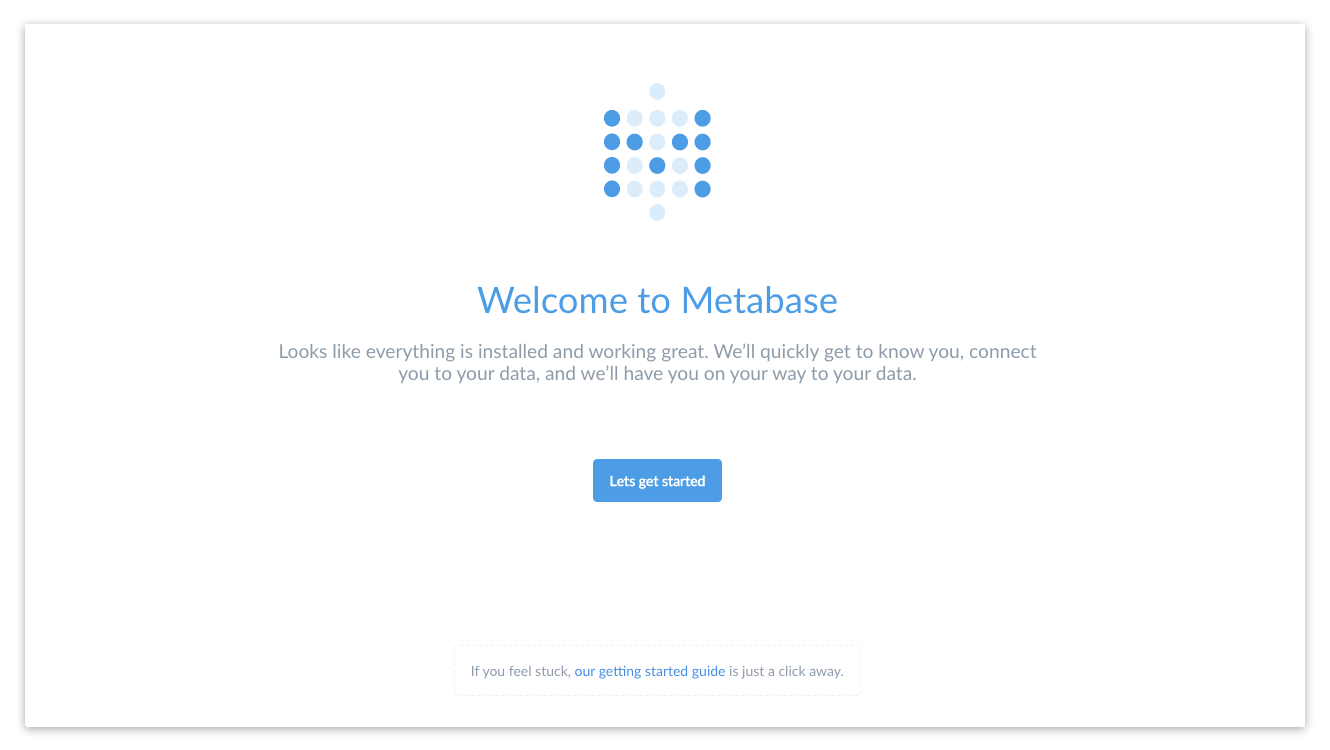 Welcome to Metabase
Looks like everything is installed and working great. We’ll quickly get to know you, connect
you to your data, and we’ll have you on your way to your data.
Lets get started
If you feel stuck, our getting started guide is just a click away.